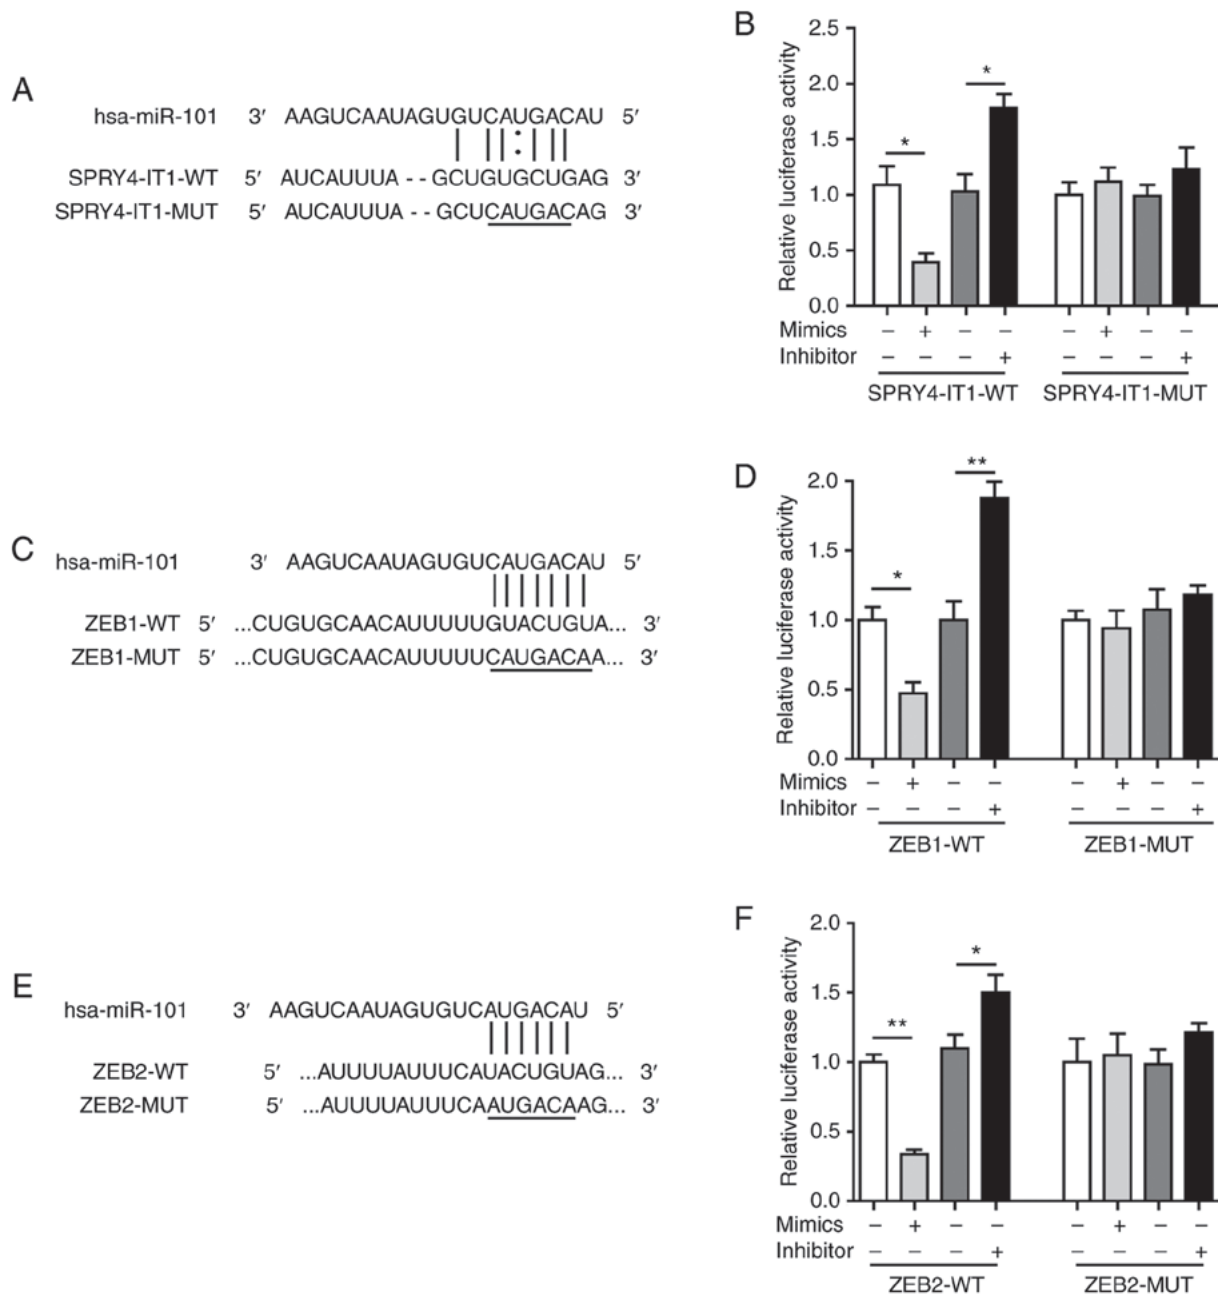 A
hsa-miR-101 3′ AAGUCAAUAGUGUCAUGACAU 5′
SPRY4-IT1-WT 5′ AUCAUUUA - - GCUGUGCUGAG 3′
SPRY4-IT1-MUT 5′ AUCAUUUA - - GCUCAUGACAG 3′
B
Relative luciferase activity
2.5
2.0
1.5
1.0
0.5
0.0
* *
Mimics – + – – – + – –
Inhibitor – – – + – – – +
SPRY4-IT1-WT SPRY4-IT1-MUT
C
hsa-miR-101 3′ AAGUCAAUAGUGUCAUGACAU 5′
ZEB1-WT 5′ ...CUGUGCAACAUUUUUGUACUGUA... 3′
ZEB1-MUT 5′ ...CUGUGCAACAUUUUUCAUGACAA... 3′
D
Relative luciferase activity
2.0
1.5
1.0
0.5
0.0
* **
Mimics – + – – – + – –
Inhibitor – – – + – – – +
ZEB1-WT ZEB1-MUT
E
hsa-miR-101 3′ AAGUCAAUAGUGUCAUGACAU 5′
ZEB2-WT 5′ ...AUUUUAUUUCAUACUGUAG... 3′
ZEB2-MUT 5′ ...AUUUUAUUUCAAUGACAAG... 3′
F
Relative luciferase activity
2.0
1.5
1.0
0.5
0.0
** *
Mimics – + – – – + – –
Inhibitor – – – + – – – +
ZEB2-WT ZEB2-MUT